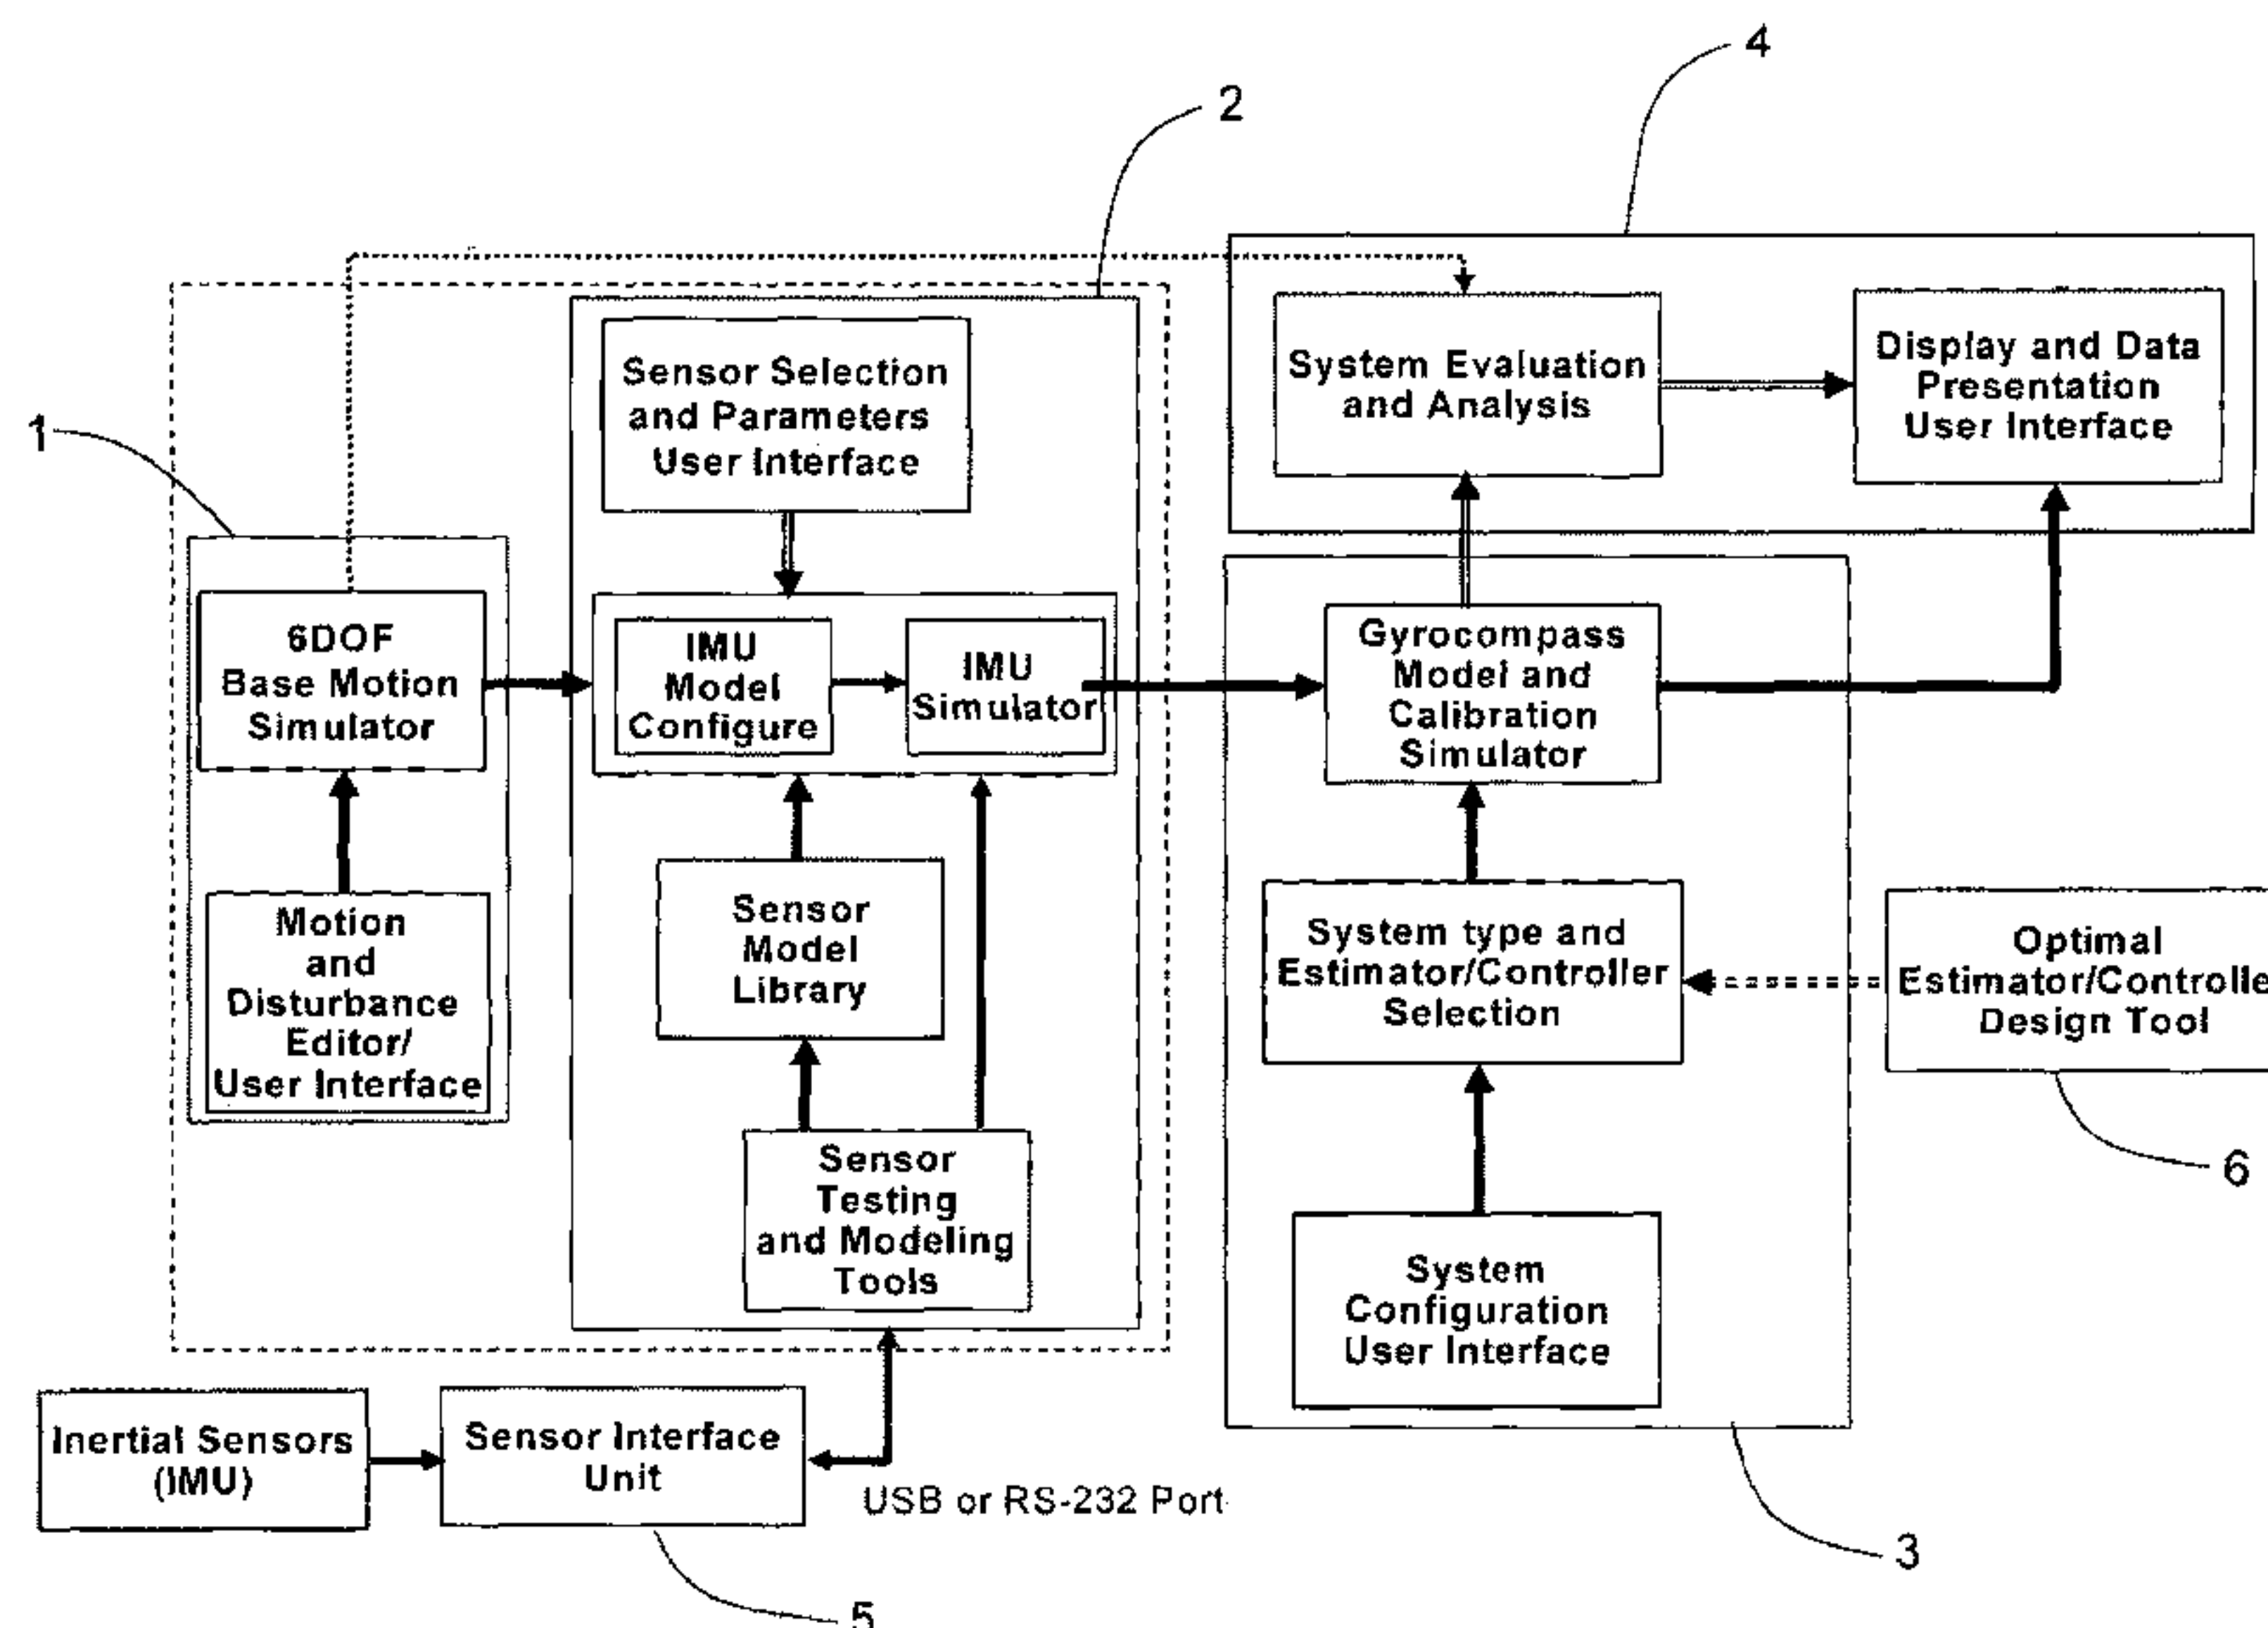 4
2
Sensor Selection
and Parameters
User Interface
System Evaluation
and Analysis
Display and Data
Presentation
User Interface
1
6DOF
Base Motion
Simulator
IMU
Model
Configure
IMU
Simulator
Gyrocompass
Model and
Calibration
Simulator
Motion
and
Disturbance
Editor/
User Interface
Sensor
Model
Library
System type and
Estimator/Controller
Selection
Optimal
Estimator/Controlle
Design Tool
6
Sensor
Testing
and Modeling
Tools
System
Configuration
User Interface
Inertial Sensors
(IMU)
Sensor Interface
Unit
USB or RS-232 Port
3
5